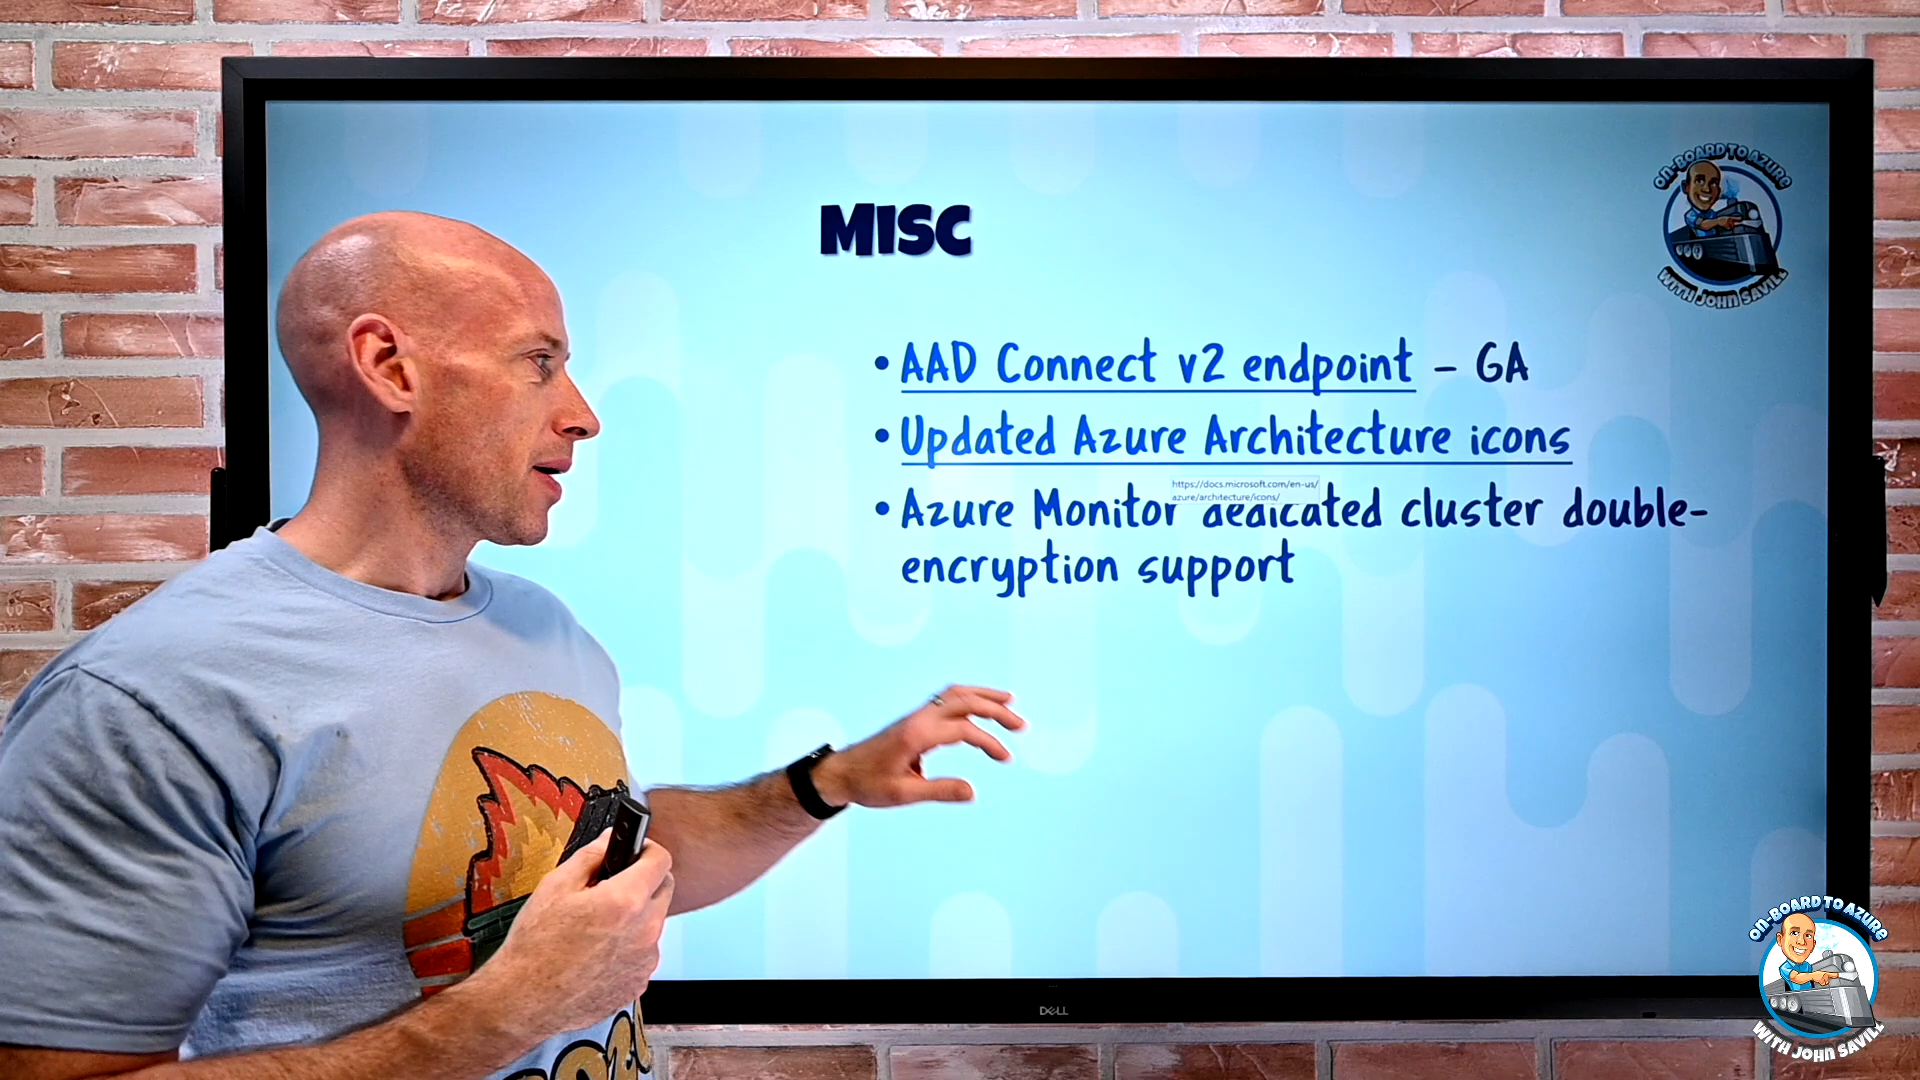 ON-BOARD TO AZURE
WITH JOHN SAVILL
MISC
• AAD Connect v2 endpoint – GA
• Updated Azure Architecture icons
https://docs.microsoft.com/en-us/
azure/architecture/icons/
• Azure Monitor dedicated cluster double-
encryption support
DELL
ON-BOARD TO AZURE
WITH JOHN SAVILL